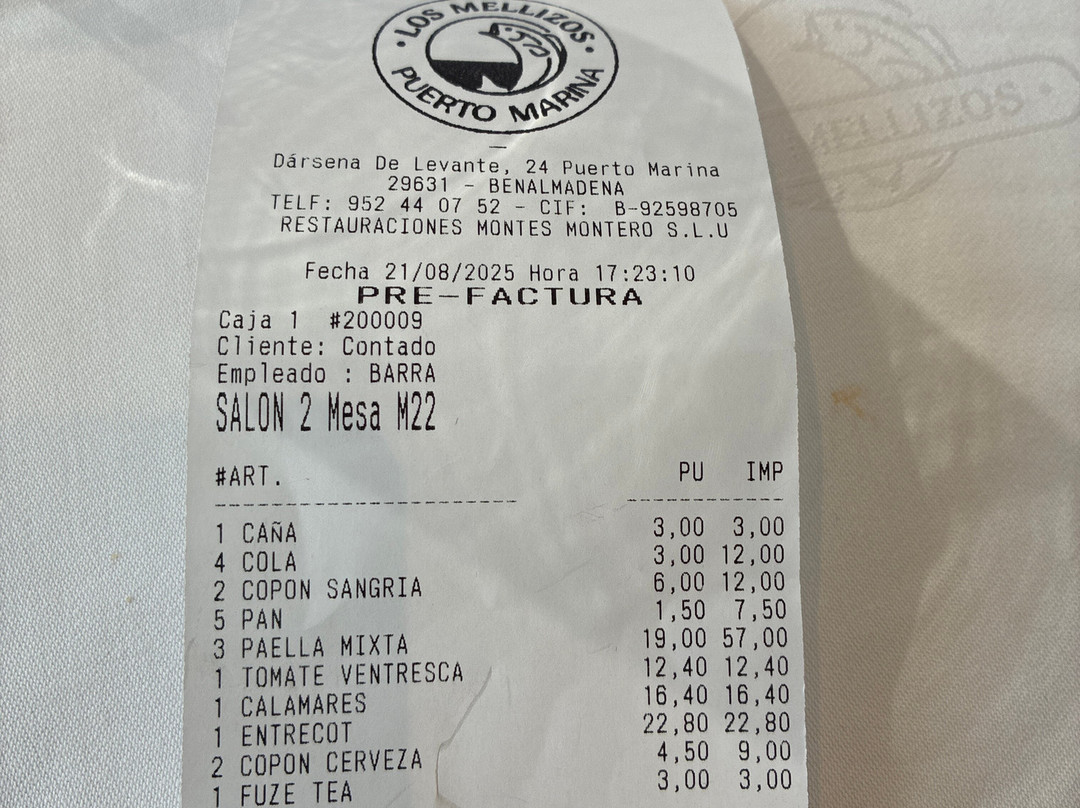 LOS MELLIZOS
PUERTO MARINA
MELLIZOS
Dársena De Levante, 24 Puerto Marina
29631 - BENALMADENA
TELF: 952 44 07 52 - CIF: B-92598705
RESTAURACIONES MONTES MONTERO S.L.U
Fecha 21/08/2025 Hora 17:23:10
PRE-FACTURA
Caja 1 #200009
Cliente: Contado
Empleado : BARRA
SALON 2 Mesa M22
#ART. PU IMP
1 CAÑA 3,00 3,00
4 COLA 3,00 12,00
2 COPON SANGRIA 6,00 12,00
5 PAN 1,50 7,50
3 PAELLA MIXTA 19,00 57,00
1 TOMATE VENTRESCA 12,40 12,40
1 CALAMARES 16,40 16,40
1 ENTRECOT 22,80 22,80
2 COPON CERVEZA 4,50 9,00
1 FUZE TEA 3,00 3,00